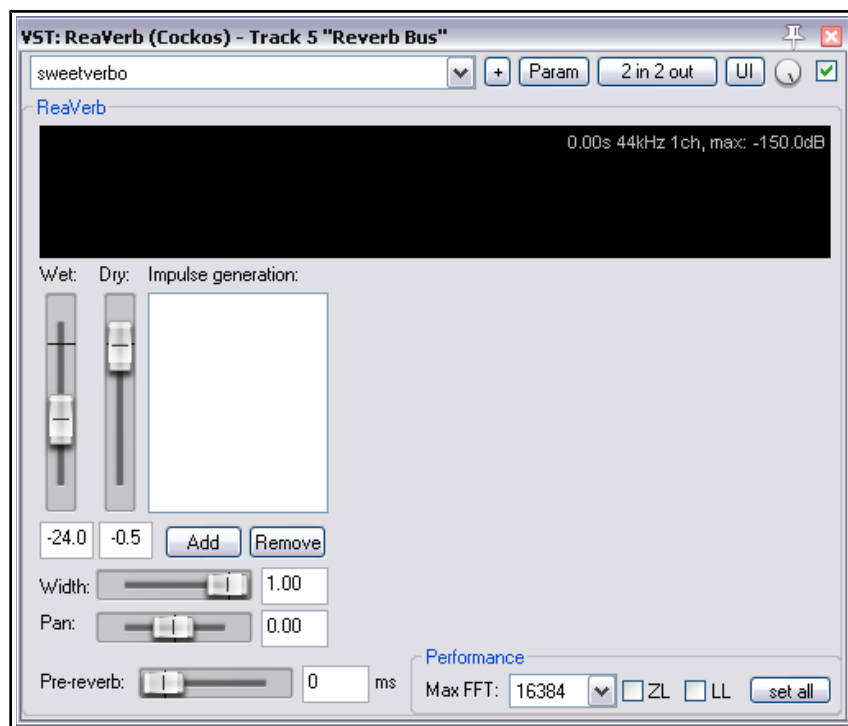 VST: ReaVerb (Cockos) - Track 5 "Reverb Bus"
sweetverbo + Param 2 in 2 out UI
ReaVerb
0.00s 44kHz 1ch, max: -150.0dB
Wet: Dry: Impulse generation:
-24.0 -0.5 Add Remove
Width: 1.00
Pan: 0.00
Performance
Pre-reverb: 0 ms Max FFT: 16384 ZL LL set all